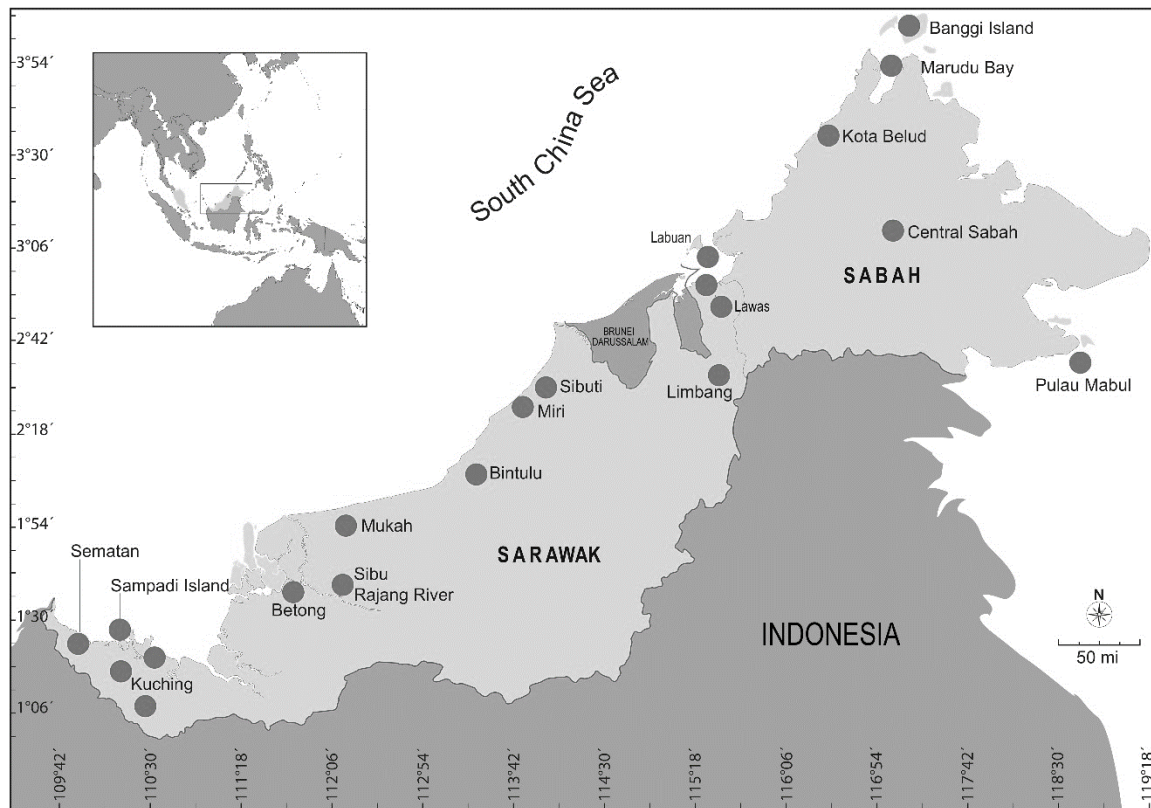 3°54´
3°30´
3°06´
2°42´
2°18´
1°54´
1°30´
1°06´
Banggi Island
Marudu Bay
Kota Belud
South China Sea
Central Sabah
Labuan
SABAH
Lawas
BRUNEI
DARUSSALAM
Limbang
Pulau Mabul
Sibuti
Miri
Bintulu
Mukah
SARAWAK
Sematan
Sampadi Island
Sibu
Rajang River
Betong
INDONESIA
N
50 mi
Kuching
109°42´
110°30´
111°18´
112°06´
112°54´
113°42´
114°30´
115°18´
116°06´
116°54´
117°42´
118°30´
119°18´